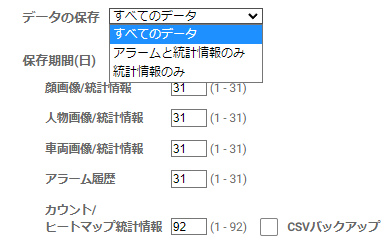 データの保存 すべてのデータ
すべてのデータ
アラームと統計情報のみ
統計情報のみ
保存期間(日)
顔画像/統計情報 31 (1 - 31)
人物画像/統計情報 31 (1 - 31)
車両画像/統計情報 31 (1 - 31)
アラーム履歴 31 (1 - 31)
カウント/
ヒートマップ統計情報 92 (1 - 92) CSVバックアップ